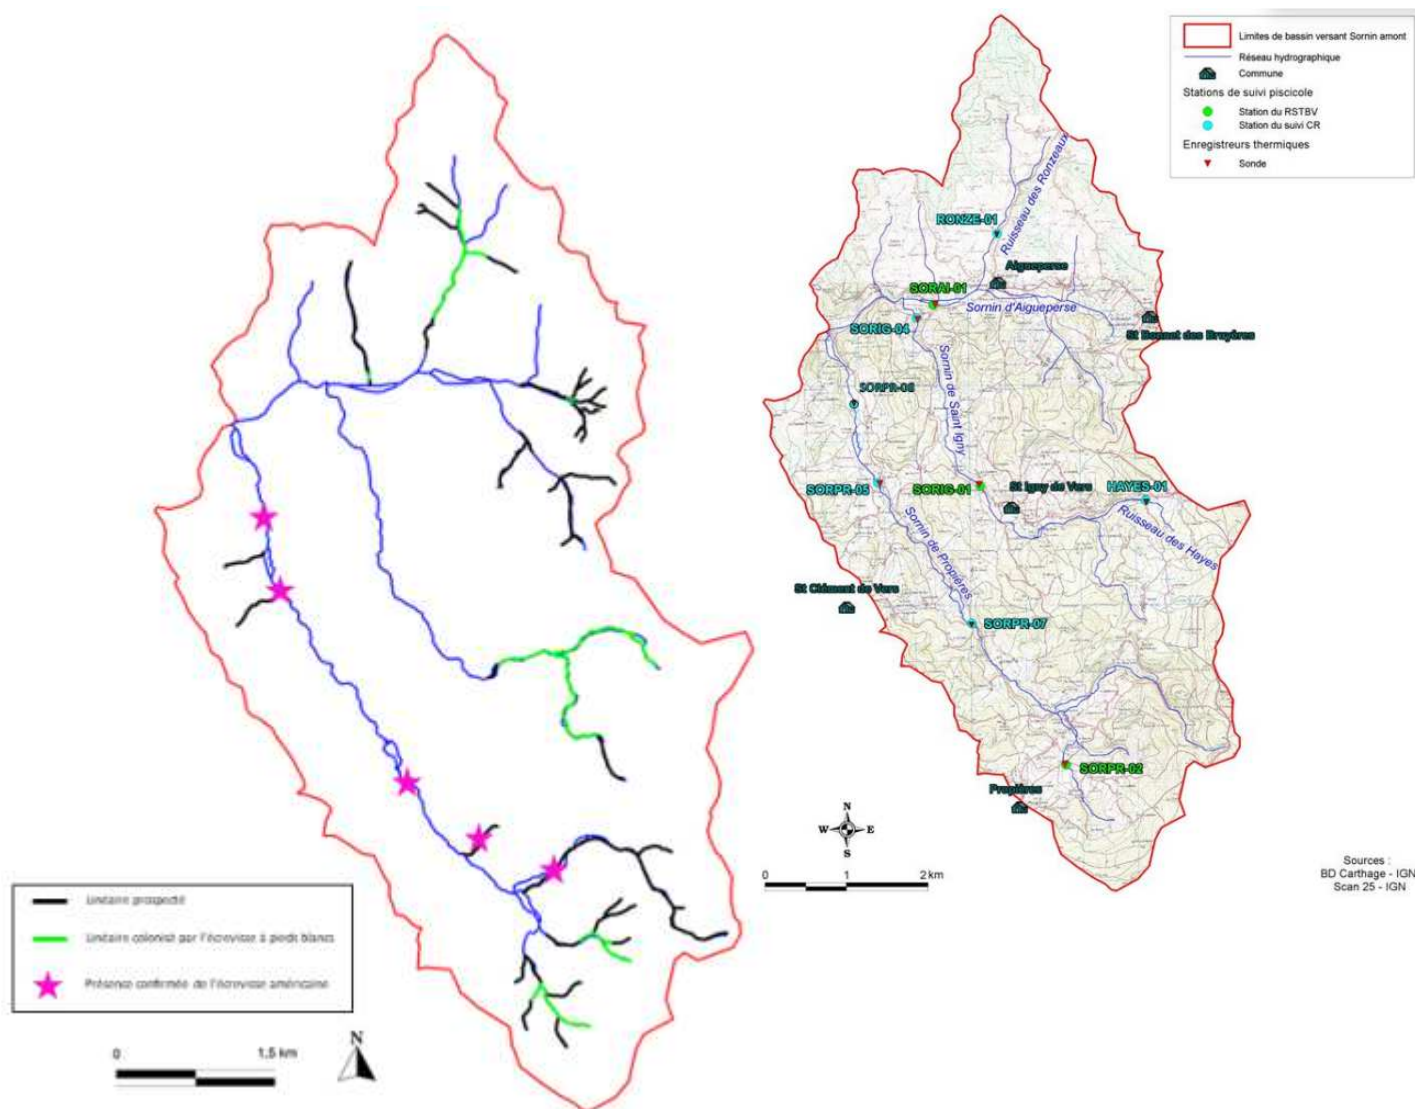 Limites de bassin versant Sornin amont
Réseau hydrographique
Commune
Stations de suivi piscicole
Station du RSTBV
Station du suivi CR
Enregistreurs thermiques
Sonde
RONZE-01
Ruisseau des Ronzeaux
Aigueperse
SORAI-01
Sornin d'Aigueperse
SORIG-04
St Bonnet des Bruyères
Sornin de Saint Igny
SORPR-05
SORIG-01
St Igny de Vers
HAYES-01
Ruisseau des Hayes
Sornin de Propières
St Clément de Vers
SORPR-07
SORPR-02
Propières
N
W
E
S
0
1
2 km
Sources :
BD Carthage - IGN
Scan 25 - IGN
Linéaire prospecté
Linéaire colonisé par l'écrevisse à pieds blancs
Présence confirmée de l'écrevisse américaine
0
1,5 km
N